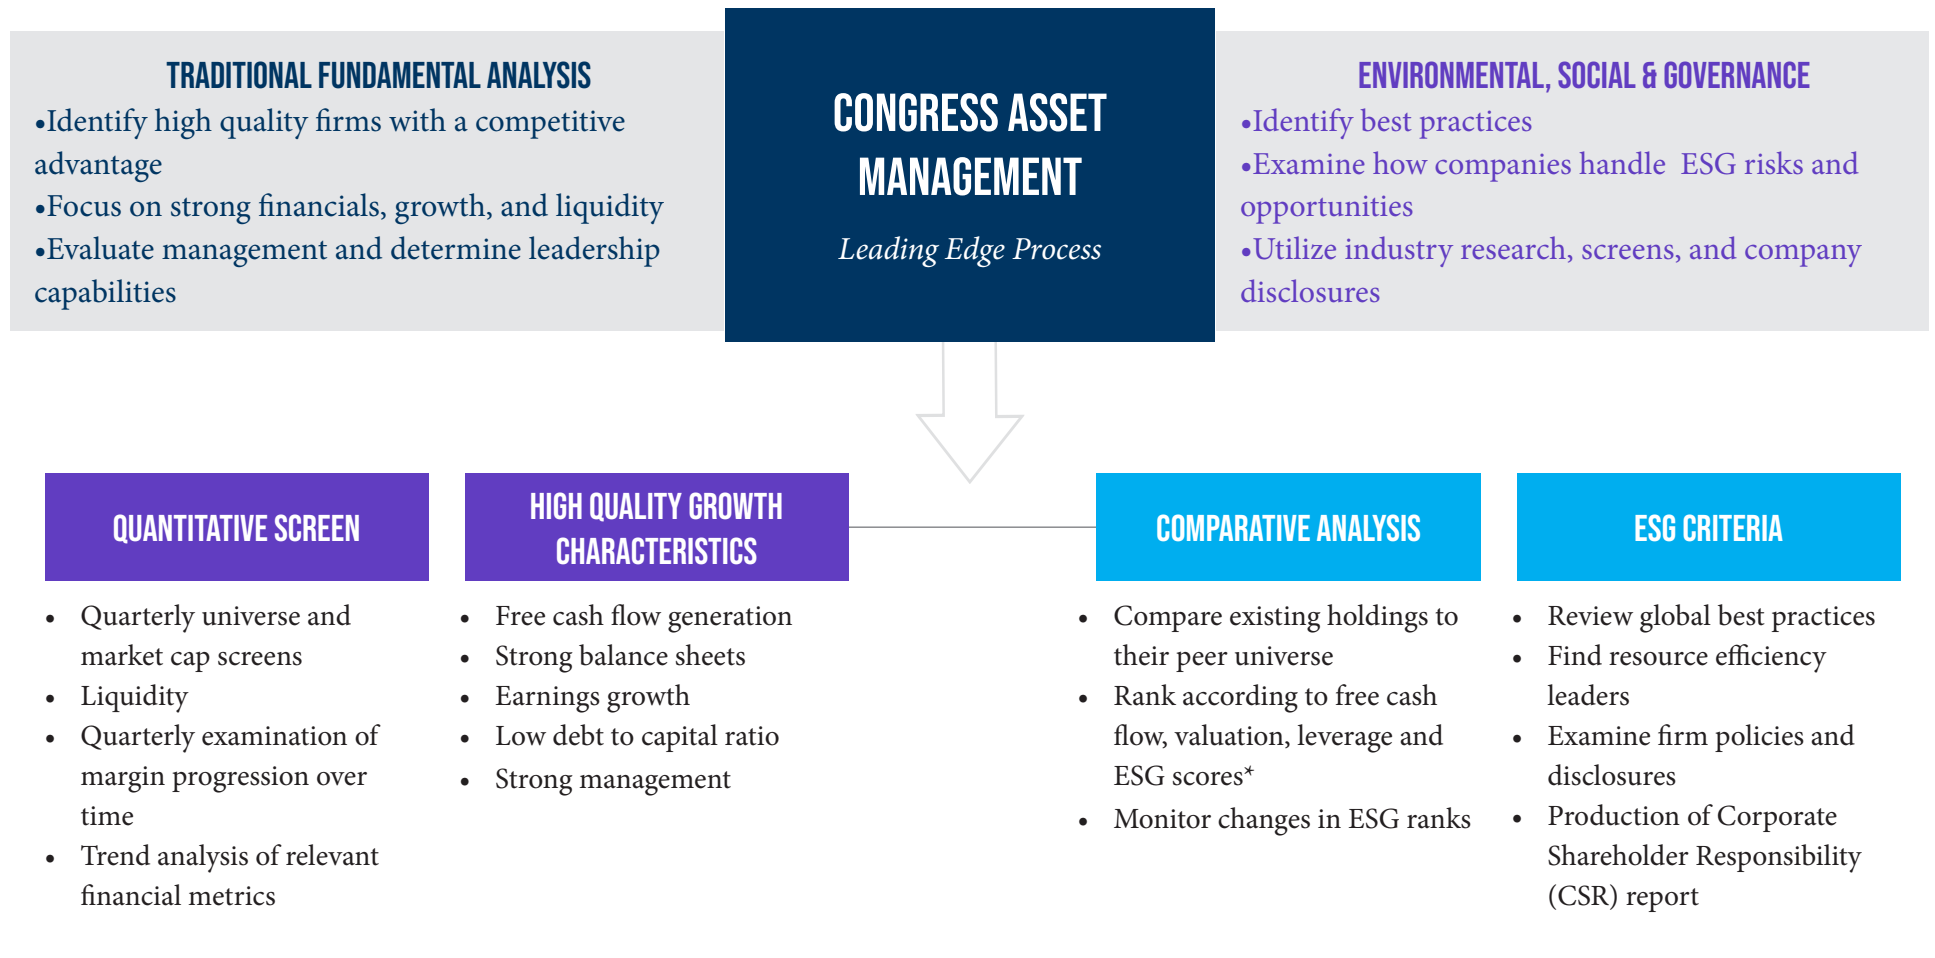 TRADITIONAL FUNDAMENTAL ANALYSIS
•Identify high quality firms with a competitive
advantage
•Focus on strong financials, growth, and liquidity
•Evaluate management and determine leadership
capabilities
CONGRESS ASSET
MANAGEMENT
Leading Edge Process
ENVIRONMENTAL, SOCIAL & GOVERNANCE
•Identify best practices
•Examine how companies handle  ESG risks and
opportunities
•Utilize industry research, screens, and company
disclosures
QUANTITATIVE SCREEN
• Quarterly universe and
market cap screens
• Liquidity
• Quarterly examination of
margin progression over
time
• Trend analysis of relevant
financial metrics
HIGH QUALITY GROWTH
CHARACTERISTICS
• Free cash flow generation
• Strong balance sheets
• Earnings growth
• Low debt to capital ratio
• Strong management
COMPARATIVE ANALYSIS
• Compare existing holdings to
their peer universe
• Rank according to free cash
flow, valuation, leverage and
ESG scores*
• Monitor changes in ESG ranks
ESG CRITERIA
• Review global best practices
• Find resource efficiency
leaders
• Examine firm policies and
disclosures
• Production of Corporate
Shareholder Responsibility
(CSR) report